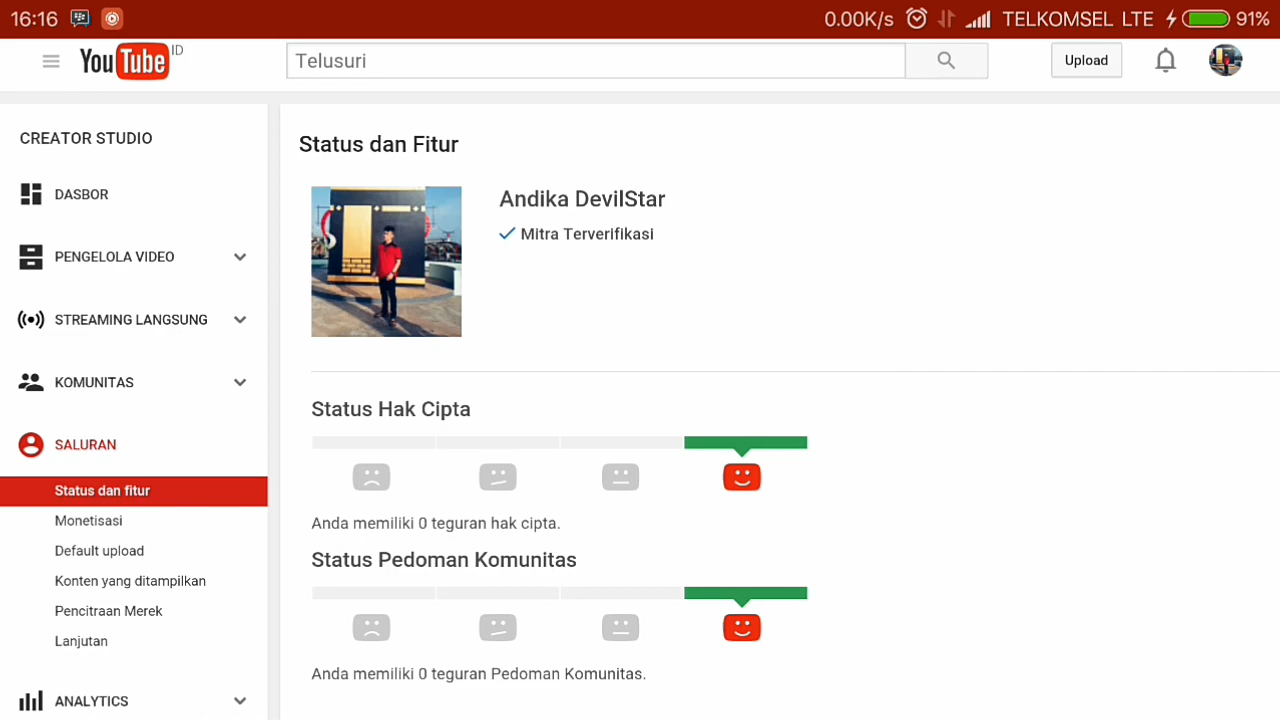 16:16 0.00K/s TELKOMSEL LTE 91%
YouTube ID Telusuri Upload
CREATOR STUDIO
DASBOR
PENGELOLA VIDEO
STREAMING LANGSUNG
KOMUNITAS
SALURAN
Status dan fitur
Monetisasi
Default upload
Konten yang ditampilkan
Pencitraan Merek
Lanjutan
ANALYTICS
Status dan Fitur
Andika DevilStar
Mitra Terverifikasi
Status Hak Cipta
Anda memiliki 0 teguran hak cipta.
Status Pedoman Komunitas
Anda memiliki 0 teguran Pedoman Komunitas.